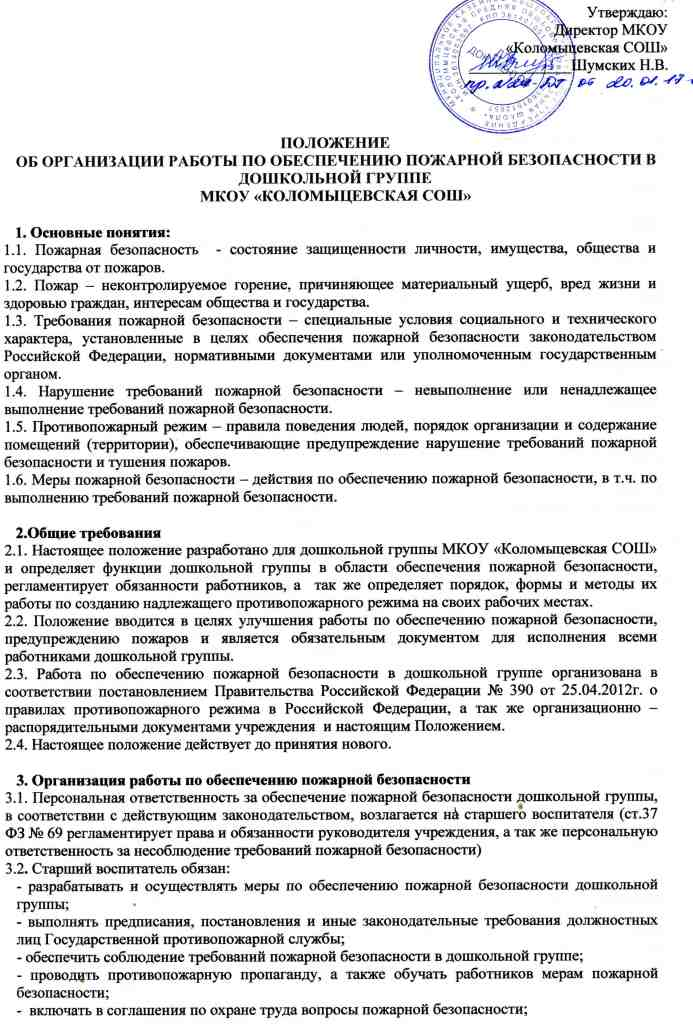 Утверждаю:
Директор МКОУ
«Коломыцевская СОШ»
Шумских Н.В.
от 20.01.17
ПОЛОЖЕНИЕ
ОБ ОРГАНИЗАЦИИ РАБОТЫ ПО ОБЕСПЕЧЕНИЮ ПОЖАРНОЙ БЕЗОПАСНОСТИ В
ДОШКОЛЬНОЙ ГРУППЕ
МКОУ «КОЛОМЫЦЕВСКАЯ СОШ»
1. Основные понятия:
1.1. Пожарная безопасность - состояние защищенности личности, имущества, общества и
государства от пожаров.
1.2. Пожар – неконтролируемое горение, причиняющее материальный ущерб, вред жизни и
здоровью граждан, интересам общества и государства.
1.3. Требования пожарной безопасности – специальные условия социального и технического
характера, установленные в целях обеспечения пожарной безопасности законодательством
Российской Федерации, нормативными документами или уполномоченным государственным
органом.
1.4. Нарушение требований пожарной безопасности – невыполнение или ненадлежащее
выполнение требований пожарной безопасности.
1.5. Противопожарный режим – правила поведения людей, порядок организации и содержание
помещений (территории), обеспечивающие предупреждение нарушение требований пожарной
безопасности и тушения пожаров.
1.6. Меры пожарной безопасности – действия по обеспечению пожарной безопасности, в т.ч. по
выполнению требований пожарной безопасности.
2.Общие требования
2.1. Настоящее положение разработано для дошкольной группы МКОУ «Коломыцевская СОШ»
и определяет функции дошкольной группы в области обеспечения пожарной безопасности,
регламентирует обязанности работников, а так же определяет порядок, формы и методы их
работы по созданию надлежащего противопожарного режима на своих рабочих местах.
2.2. Положение вводится в целях улучшения работы по обеспечению пожарной безопасности,
предупреждению пожаров и является обязательным документом для исполнения всеми
работниками дошкольной группы.
2.3. Работа по обеспечению пожарной безопасности в дошкольной группе организована в
соответствии постановлением Правительства Российской Федерации № 390 от 25.04.2012г. о
правилах противопожарного режима в Российской Федерации, а так же организационно –
распорядительными документами учреждения и настоящим Положением.
2.4. Настоящее положение действует до принятия нового.
3. Организация работы по обеспечению пожарной безопасности
3.1. Персональная ответственность за обеспечение пожарной безопасности дошкольной группы,
в соответствии с действующим законодательством, возлагается на старшего воспитателя (ст.37
ФЗ № 69 регламентирует права и обязанности руководителя учреждения, а так же персональную
ответственность за несоблюдение требований пожарной безопасности)
3.2. Старший воспитатель обязан:
- разрабатывать и осуществлять меры по обеспечению пожарной безопасности дошкольной
группы;
- выполнять предписания, постановления и иные законодательные требования должностных
лиц Государственной противопожарной службы;
- обеспечить соблюдение требований пожарной безопасности в дошкольной группе;
- проводить противопожарную пропаганду, а также обучать работников мерам пожарной
безопасности;
- включать в соглашения по охране труда вопросы пожарной безопасности;